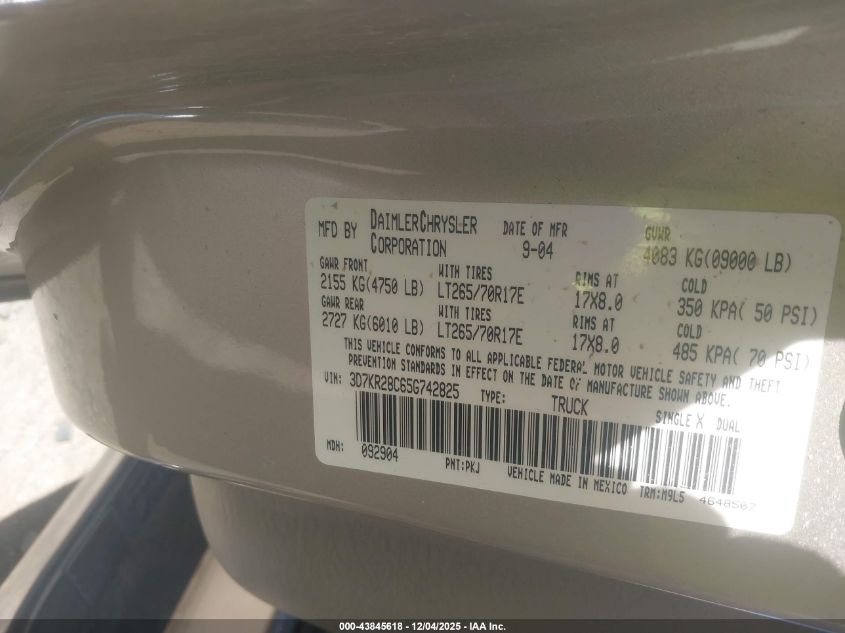 MFD BY DAIMLERCHRYSLER CORPORATION DATE OF MFR 9-04 GVWR 4083 KG(09000 LB)
GAWR FRONT WITH TIRES RIMS AT COLD
2155 KG(4750 LB) LT265/70R17E 17X8.0 350 KPA( 50 PSI)
GAWR REAR WITH TIRES RIMS AT COLD
2727 KG(6010 LB) LT265/70R17E 17X8.0 485 KPA( 70 PSI)
THIS VEHICLE CONFORMS TO ALL APPLICABLE FEDERAL MOTOR VEHICLE SAFETY AND THEFT
PREVENTION STANDARDS IN EFFECT ON THE DATE OF MANUFACTURE SHOWN ABOVE.
VIN: 3D7KR28C65G742825 TYPE: TRUCK SINGLE X DUAL
MDH: 092904 PNT:PKJ VEHICLE MADE IN MEXICO TRM:M9L5 4648507
000-43845618 - 12/04/2025 - IAA Inc.